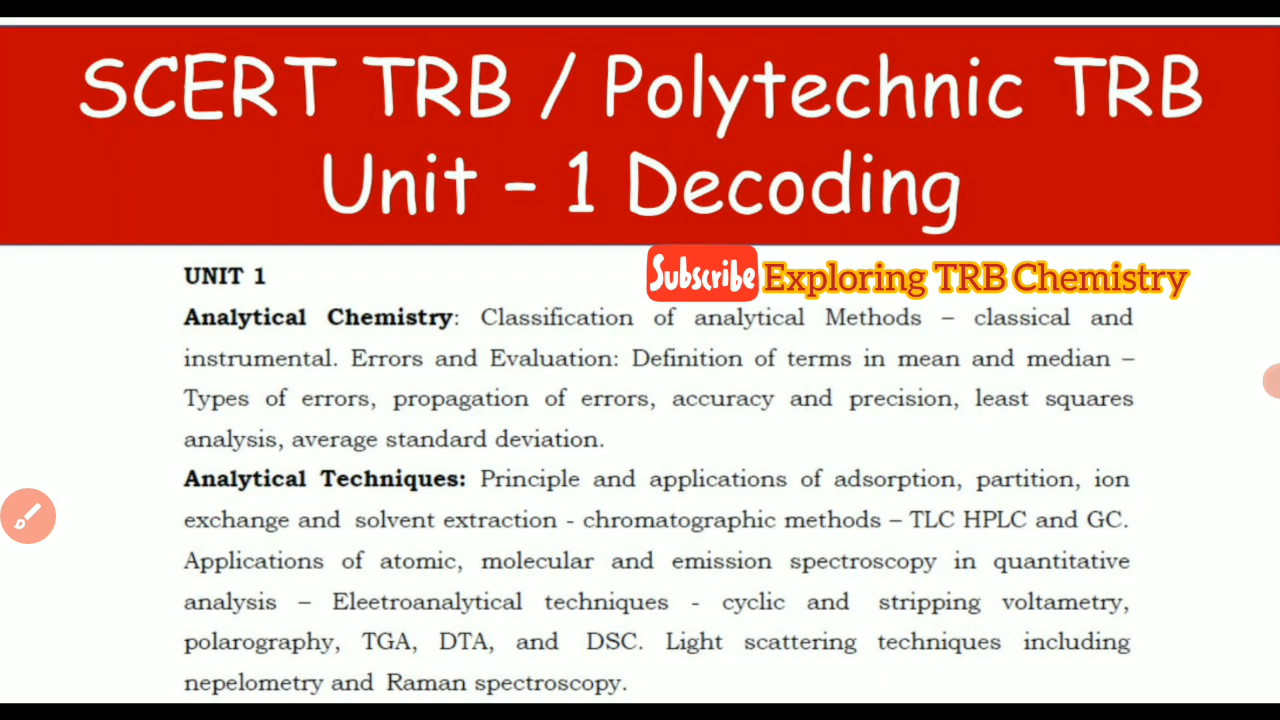 SCERT TRB / Polytechnic TRB
Unit – 1 Decoding
Subscribe Exploring TRB Chemistry
UNIT 1
Analytical Chemistry: Classification of analytical Methods – classical and
instrumental. Errors and Evaluation: Definition of terms in mean and median –
Types of errors, propagation of errors, accuracy and precision, least squares
analysis, average standard deviation.
Analytical Techniques: Principle and applications of adsorption, partition, ion
exchange and solvent extraction - chromatographic methods – TLC HPLC and GC.
Applications of atomic, molecular and emission spectroscopy in quantitative
analysis – Eleetroanalytical techniques - cyclic and stripping voltametry,
polarography, TGA, DTA, and DSC. Light scattering techniques including
nepelometry and Raman spectroscopy.